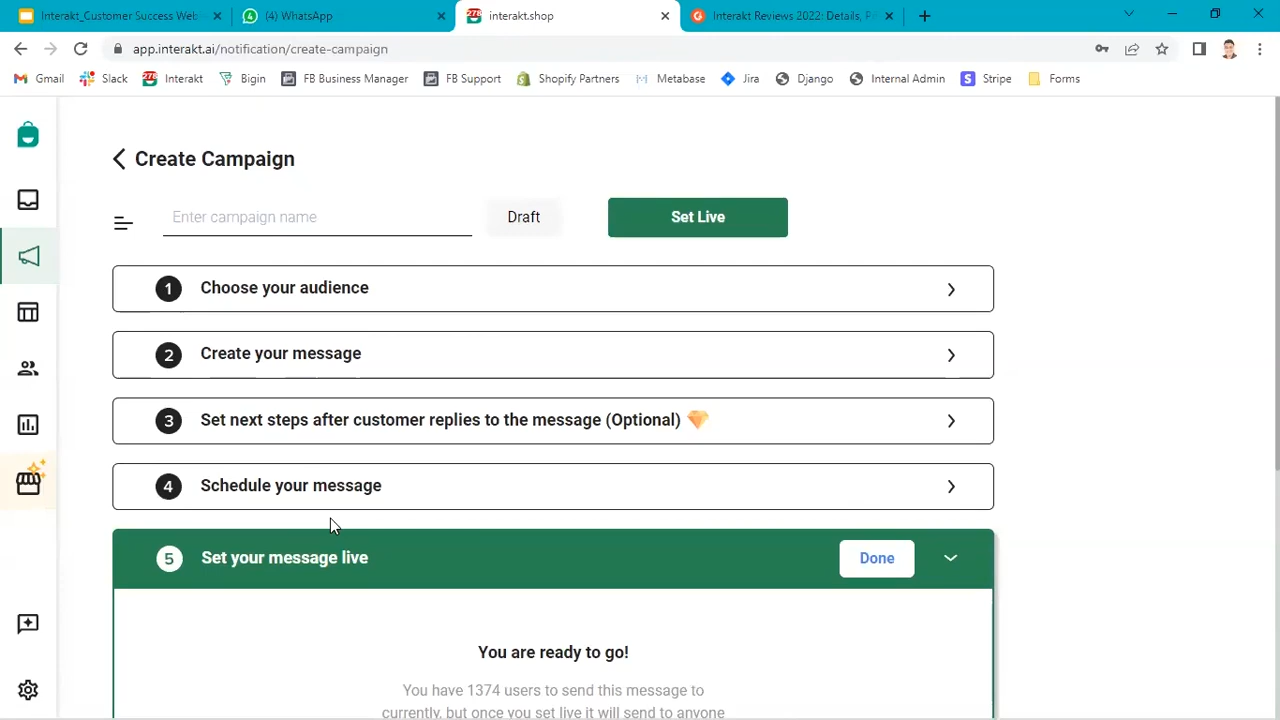 Interakt_Customer Success Web
(4) WhatsApp
interakt.shop
Interakt Reviews 2022: Details, P
app.interakt.ai/notification/create-campaign
Gmail
Slack
Interakt
Bigin
FB Business Manager
FB Support
Shopify Partners
Metabase
Jira
Django
Internal Admin
Stripe
Forms
Create Campaign
Enter campaign name
Draft
Set Live
1 Choose your audience
2 Create your message
3 Set next steps after customer replies to the message (Optional)
4 Schedule your message
5 Set your message live
Done
You are ready to go!
You have 1374 users to send this message to
currently, but once you set live it will send to anyone